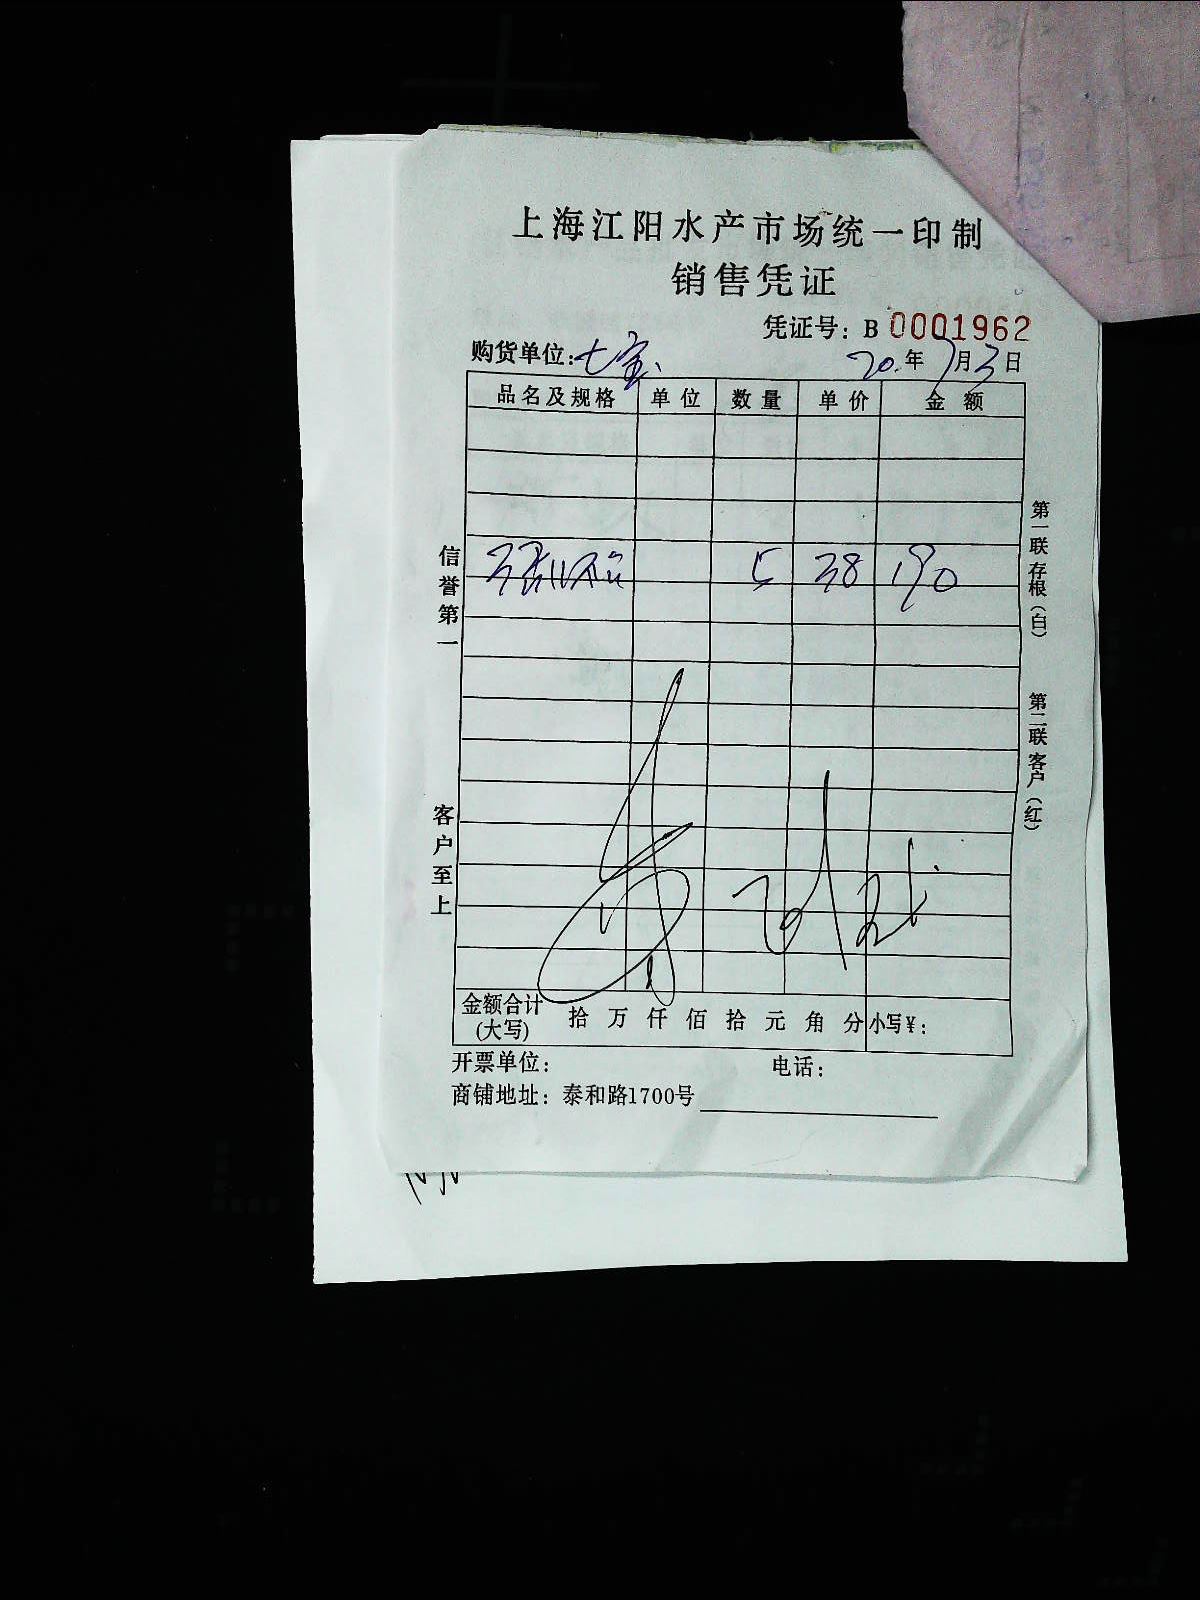 上海江阳水产市场统一印制
销售凭证
凭证号：B 0001962
购货单位：七宝 20.年7月3日
品名及规格 单位 数量 单价 金额
5 38 190
信誉第一
客户至上
第一联存根（白）
第二联客户（红）
金额合计(大写) 拾 万 仟 佰 拾 元 角 分 小写¥：
开票单位： 电话：
商铺地址：泰和路1700号